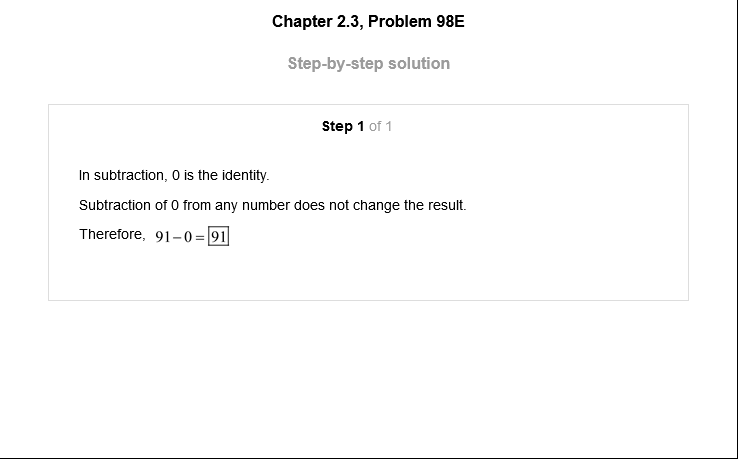 Chapter 2.3, Problem 98E
Step-by-step solution
Step 1 of 1
In subtraction, 0 is the identity.
Subtraction of 0 from any number does not change the result.
Therefore, 91−0=91